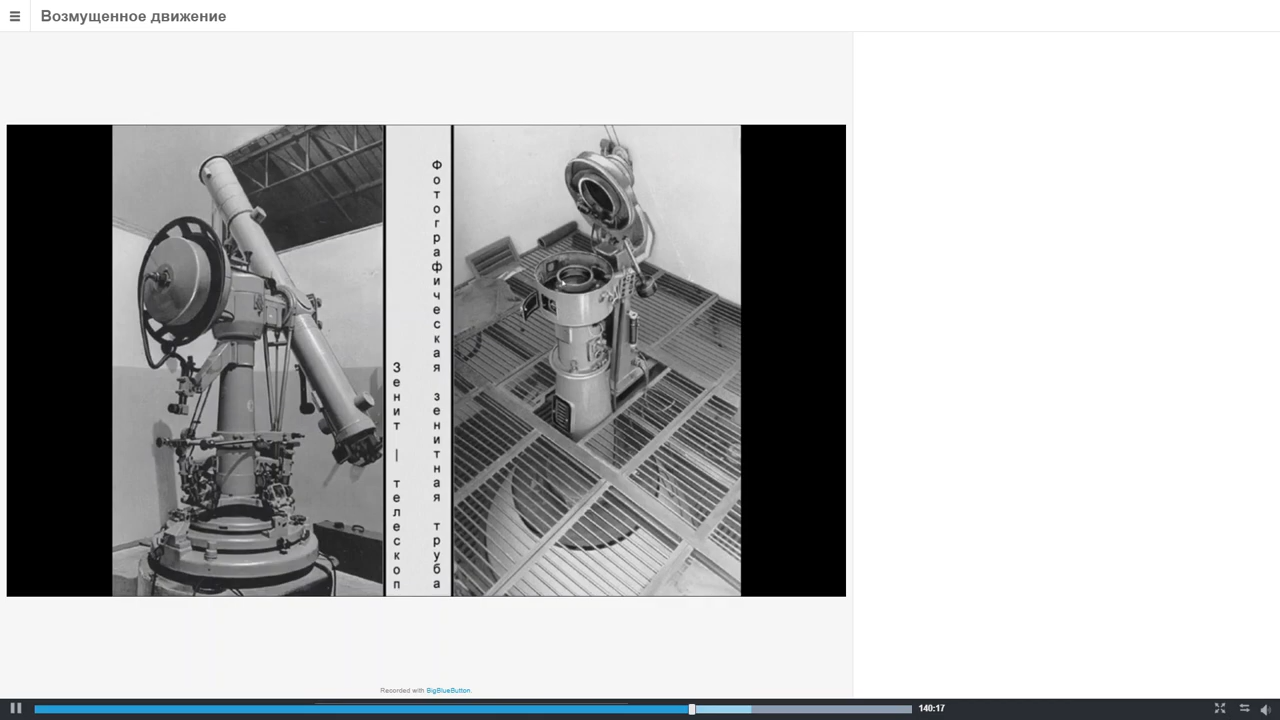 Возмущенное движение
Зенит | телескоп
Фотографическая зенитная труба
Recorded with BigBlueButton.
140:17